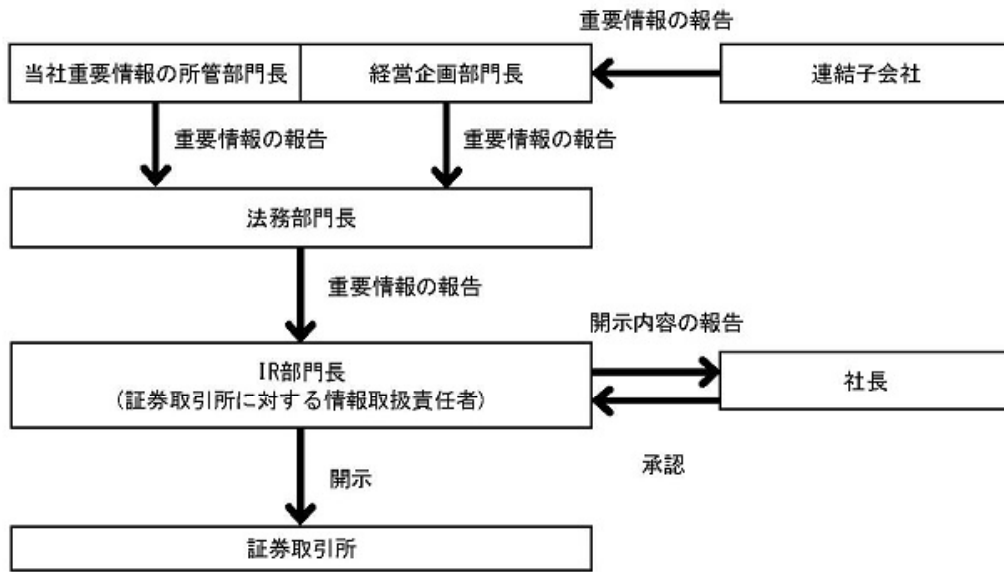 重要情報の報告
当社重要情報の所管部門長
経営企画部門長
連結子会社
重要情報の報告
重要情報の報告
法務部門長
重要情報の報告
開示内容の報告
IR部門長
(証券取引所に対する情報取扱責任者)
社長
承認
開示
証券取引所